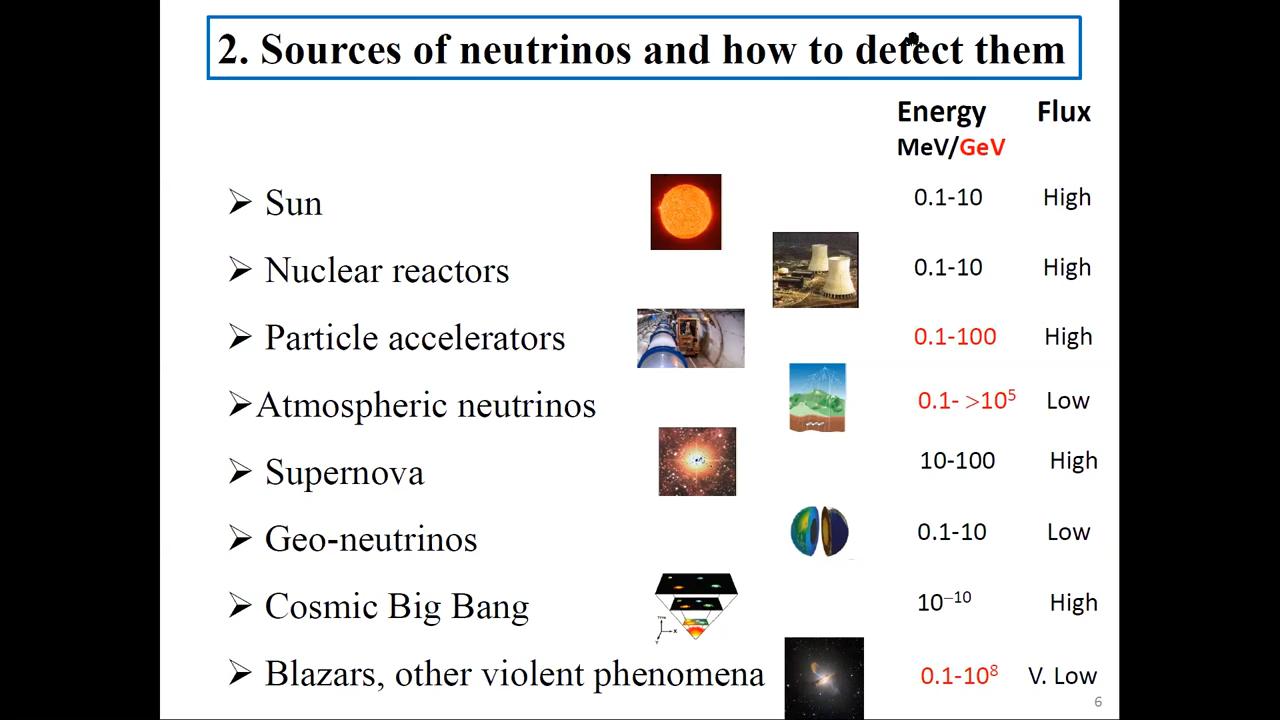 2. Sources of neutrinos and how to detect them
Energy Flux
MeV/GeV
➢ Sun 0.1-10 High
➢ Nuclear reactors 0.1-10 High
➢ Particle accelerators 0.1-100 High
➢Atmospheric neutrinos 0.1- >10⁵ Low
➢ Supernova 10-100 High
➢ Geo-neutrinos 0.1-10 Low
➢ Cosmic Big Bang 10⁻¹⁰ High
➢ Blazars, other violent phenomena 0.1-10⁸ V. Low
6